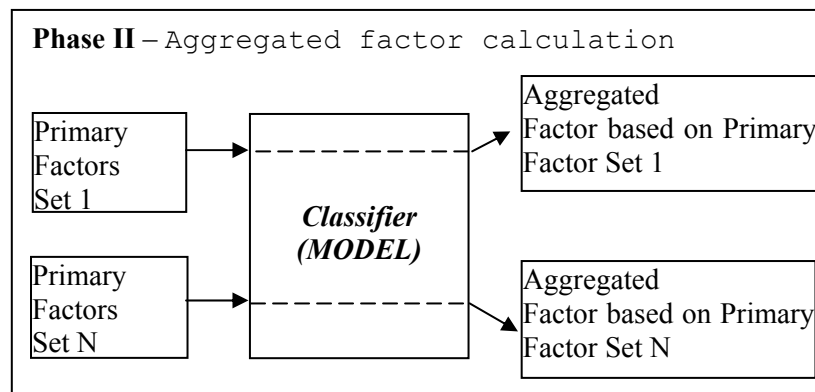 Phase II – Aggregated factor calculation
Primary
Factors
Set 1
Classifier
(MODEL)
Aggregated
Factor based on Primary
Factor Set 1
Primary
Factors
Set N
Aggregated
Factor based on Primary
Factor Set N